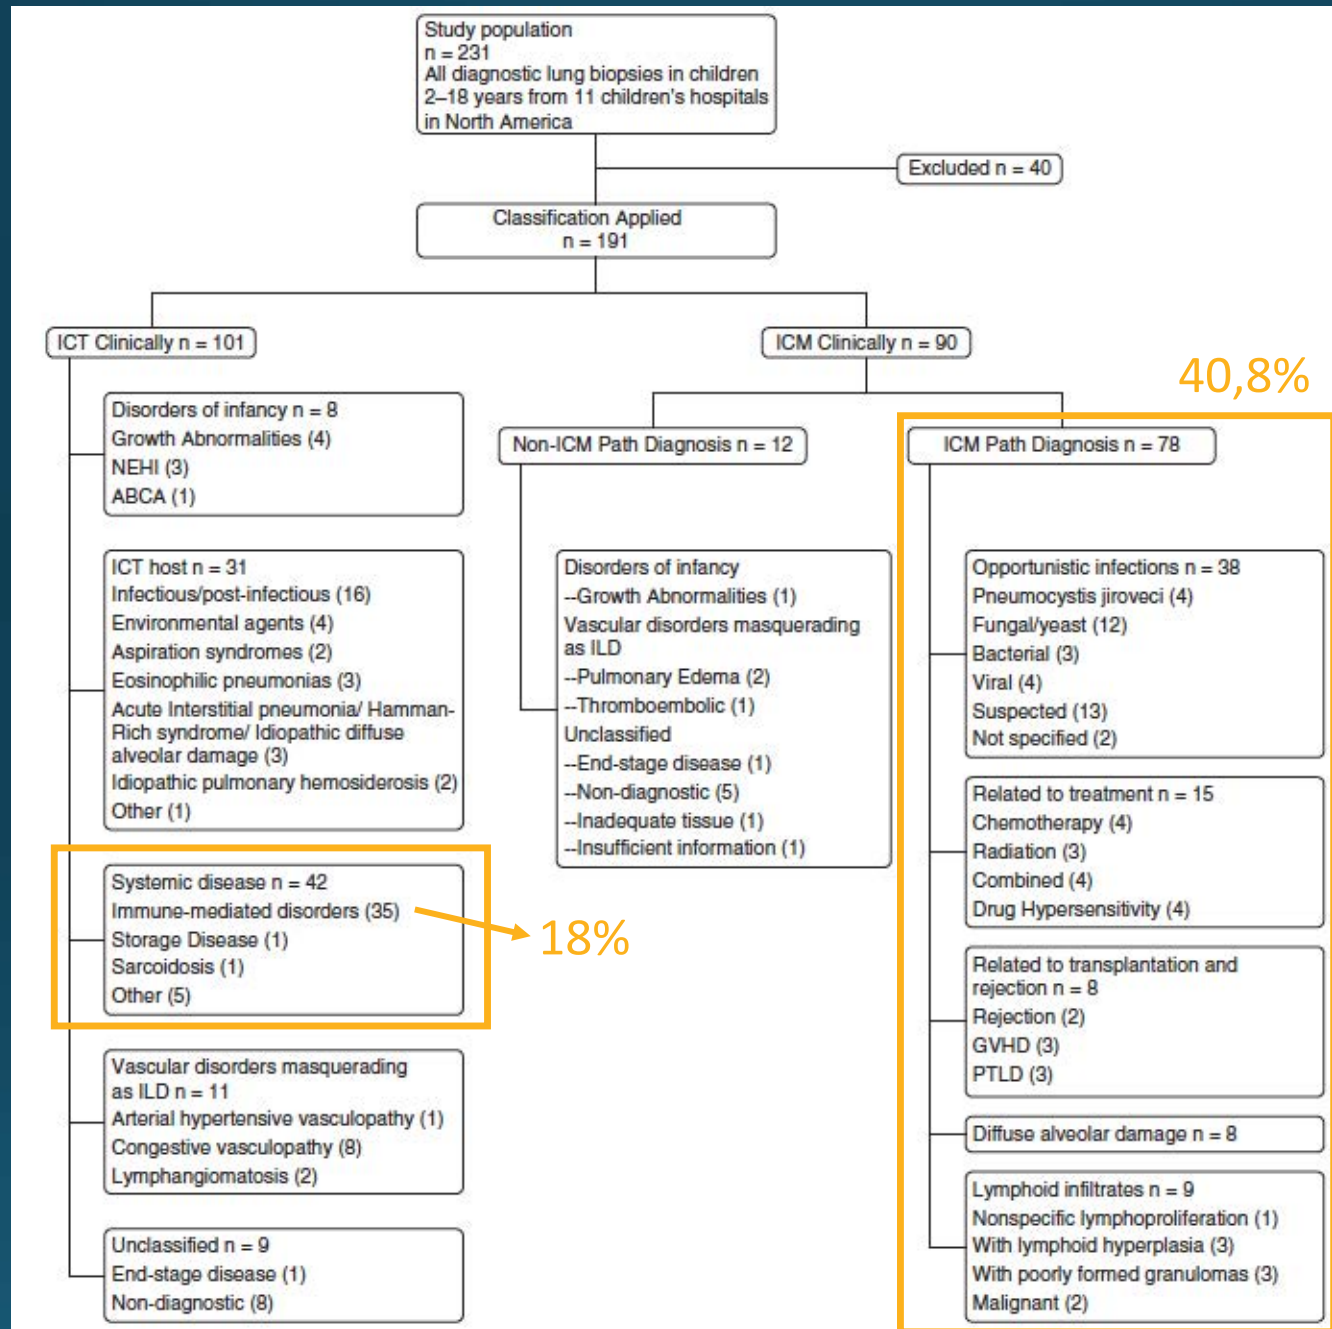 Study population
n = 231
All diagnostic lung biopsies in children
2–18 years from 11 children's hospitals
in North America
Excluded n = 40
Classification Applied
n = 191
ICT Clinically n = 101
Disorders of infancy n = 8
Growth Abnormalities (4)
NEHI (3)
ABCA (1)
ICT host n = 31
Infectious/post-infectious (16)
Environmental agents (4)
Aspiration syndromes (2)
Eosinophilic pneumonias (3)
Acute Interstitial pneumonia/ Hamman-
Rich syndrome/ Idiopathic diffuse
alveolar damage (3)
Idiopathic pulmonary hemosiderosis (2)
Other (1)
Systemic disease n = 42
Immune-mediated disorders (35)
Storage Disease (1)
Sarcoidosis (1)
Other (5)
18%
Vascular disorders masquerading
as ILD n = 11
Arterial hypertensive vasculopathy (1)
Congestive vasculopathy (8)
Lymphangiomatosis (2)
Unclassified n = 9
End-stage disease (1)
Non-diagnostic (8)
ICM Clinically n = 90
Non-ICM Path Diagnosis n = 12
Disorders of infancy
--Growth Abnormalities (1)
Vascular disorders masquerading
as ILD
--Pulmonary Edema (2)
--Thromboembolic (1)
Unclassified
--End-stage disease (1)
--Non-diagnostic (5)
--Inadequate tissue (1)
--Insufficient information (1)
40,8%
ICM Path Diagnosis n = 78
Opportunistic infections n = 38
Pneumocystis jiroveci (4)
Fungal/yeast (12)
Bacterial (3)
Viral (4)
Suspected (13)
Not specified (2)
Related to treatment n = 15
Chemotherapy (4)
Radiation (3)
Combined (4)
Drug Hypersensitivity (4)
Related to transplantation and
rejection n = 8
Rejection (2)
GVHD (3)
PTLD (3)
Diffuse alveolar damage n = 8
Lymphoid infiltrates n = 9
Nonspecific lymphoproliferation (1)
With lymphoid hyperplasia (3)
With poorly formed granulomas (3)
Malignant (2)